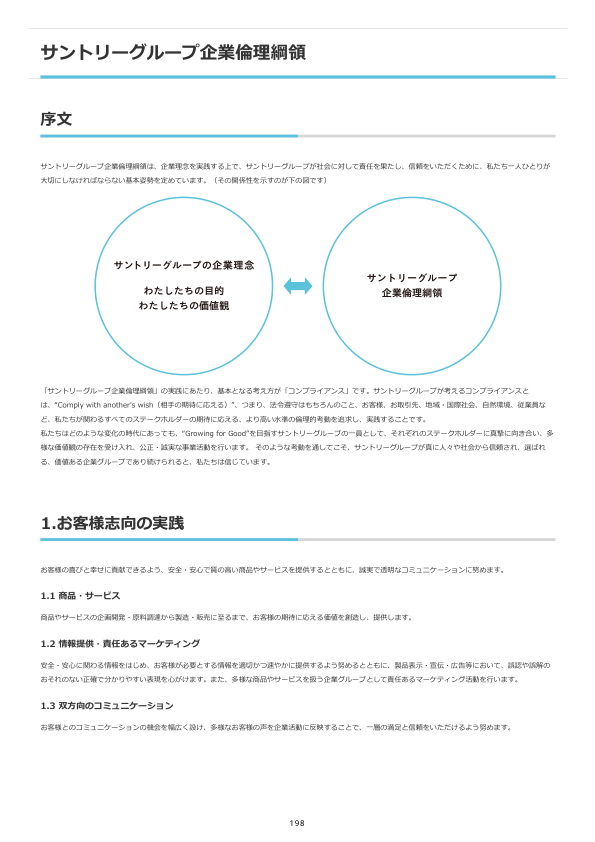 サントリーグループ企業倫理綱領
序文
サントリーグループ企業倫理綱領は、企業理念を実践する上で、サントリーグループが社会に対して責任を果たし、信頼をいただくために、私たち一人ひとりが
大切にしなければならない基本姿勢を定めています。（その関係性を示すのが下の図です）
サントリーグループの企業理念
わたしたちの目的
わたしたちの価値観
サントリーグループ
企業倫理綱領
「サントリーグループ企業倫理綱領」の実践にあたり、基本となる考え方が「コンプライアンス」です。サントリーグループが考えるコンプライアンスと
は、“Comply with another's wish（相手の期待に応える）”、つまり、法令遵守はもちろんのこと、お客様、お取引先、地域・国際社会、自然環境、従業員な
ど、私たちが関わるすべてのステークホルダーの期待に応える、より高い水準の倫理的考動を追求し、実践することです。
私たちはどのような変化の時代にあっても、“Growing for Good”を目指すサントリーグループの一員として、それぞれのステークホルダーに真摯に向き合い、多
様な価値観の存在を受け入れ、公正・誠実な事業活動を行います。 そのような考動を通してこそ、サントリーグループが真に人々や社会から信頼され、選ばれ
る、価値ある企業グループであり続けられると、私たちは信じています。
1.お客様志向の実践
お客様の喜びと幸せに貢献できるよう、安全・安心で質の高い商品やサービスを提供するとともに、誠実で透明なコミュニケーションに努めます。
1.1 商品・サービス
商品やサービスの企画開発・原料調達から製造・販売に至るまで、お客様の期待に応える価値を創造し、提供します。
1.2 情報提供・責任あるマーケティング
安全・安心に関わる情報をはじめ、お客様が必要とする情報を適切かつ速やかに提供するよう努めるとともに、製品表示・宣伝・広告等において、誤認や誤解の
おそれのない正確で分かりやすい表現を心がけます。また、多様な商品やサービスを扱う企業グループとして責任あるマーケティング活動を行います。
1.3 双方向のコミュニケーション
お客様とのコミュニケーションの機会を幅広く設け、多様なお客様の声を企業活動に反映することで、一層の満足と信頼をいただけるよう努めます。
198